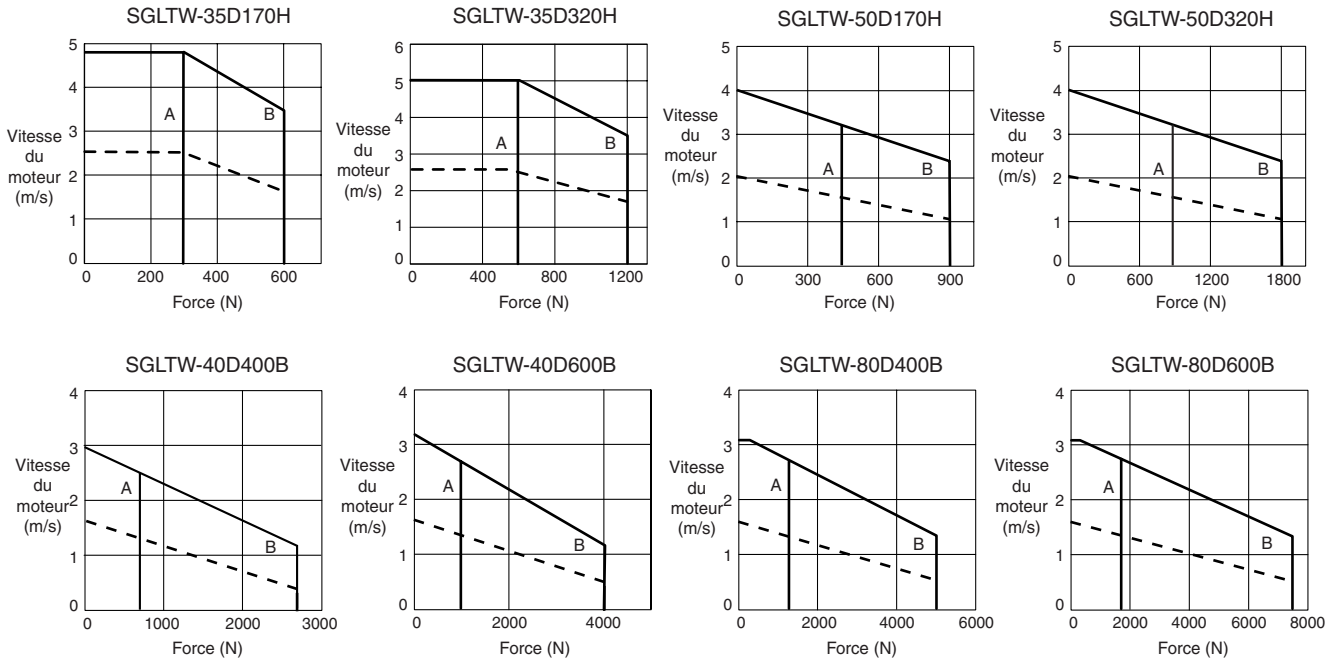 SGLTW-35D170H
Vitesse
du
moteur
(m/s)
5
4
3
2
1
0
A
B
0 200 400 600
Force (N)
SGLTW-35D320H
Vitesse
du
moteur
(m/s)
6
5
4
3
2
1
0
A
B
0 400 800 1200
Force (N)
SGLTW-50D170H
Vitesse
du
moteur
(m/s)
5
4
3
2
1
0
A
B
0 300 600 900
Force (N)
SGLTW-50D320H
Vitesse
du
moteur
(m/s)
5
4
3
2
1
0
A
B
0 600 1200 1800
Force (N)
SGLTW-40D400B
Vitesse
du
moteur
(m/s)
4
3
2
1
0
A
B
0 1000 2000 3000
Force (N)
SGLTW-40D600B
Vitesse
du
moteur
(m/s)
4
3
2
1
0
A
B
0 2000 4000
Force (N)
SGLTW-80D400B
Vitesse
du
moteur
(m/s)
4
3
2
1
0
A
B
0 2000 4000 6000
Force (N)
SGLTW-80D600B
Vitesse
du
moteur
(m/s)
4
3
2
1
0
A
B
0 2000 4000 6000 8000
Force (N)